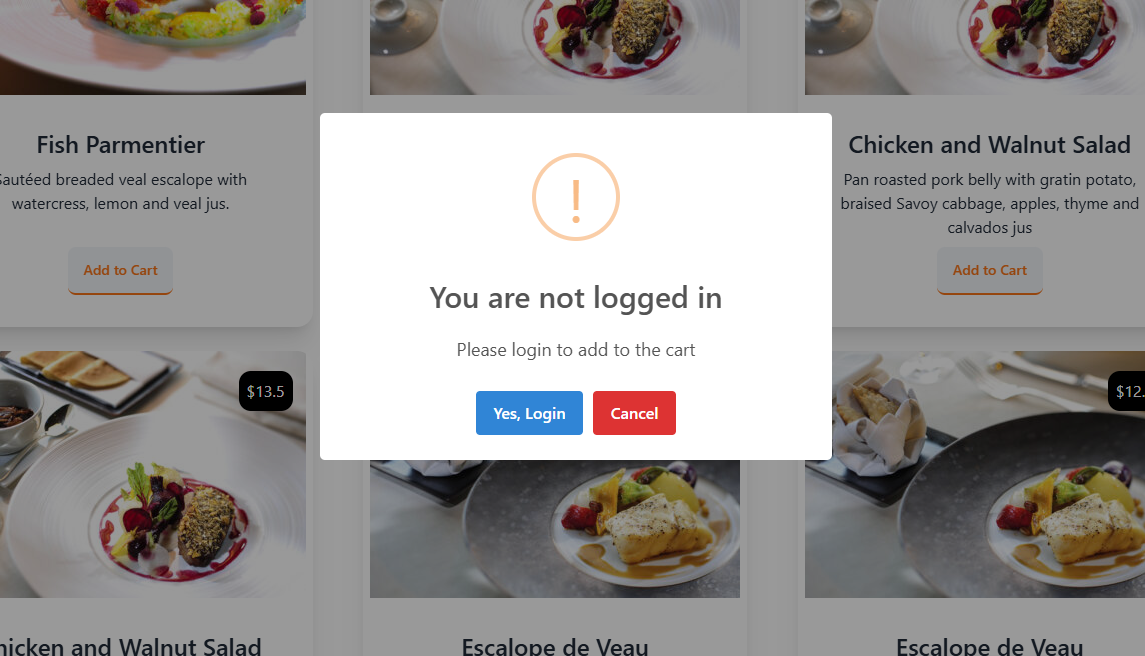 Fish Parmentier
Sautéed breaded veal escalope with
watercress, lemon and veal jus.
Add to Cart
!
You are not logged in
Please login to add to the cart
Yes, Login
Cancel
Chicken and Walnut Salad
Pan roasted pork belly with gratin potato,
braised Savoy cabbage, apples, thyme and
calvados jus
Add to Cart
$13.5
$12.
hicken and Walnut Salad
Escalope de Veau
Escalope de Veau